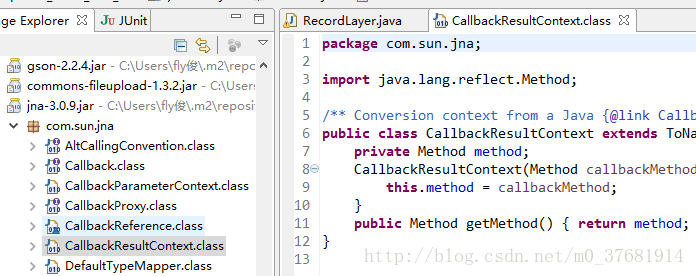 Package Explorer JUnit
gson-2.2.4.jar - C:\Users\fly俊\.m2\repo
commons-fileupload-1.3.2.jar - C:\Us
jna-3.0.9.jar - C:\Users\fly俊\.m2\reposi
com.sun.jna
AltCallingConvention.class
Callback.class
CallbackParameterContext.class
CallbackProxy.class
CallbackReference.class
CallbackResultContext.class
DefaultTypeMapper.class
RecordLayer.java CallbackResultContext.class
1 package com.sun.jna;
2
3 import java.lang.reflect.Method;
4
5 /** Conversion context from a Java {@link Callba
6 public class CallbackResultContext extends ToNa
7 private Method method;
8 CallbackResultContext(Method callbackMethod
9 this.method = callbackMethod;
10 }
11 public Method getMethod() { return method;
12 }
13
http://blog.csdn.net/m0_37681914